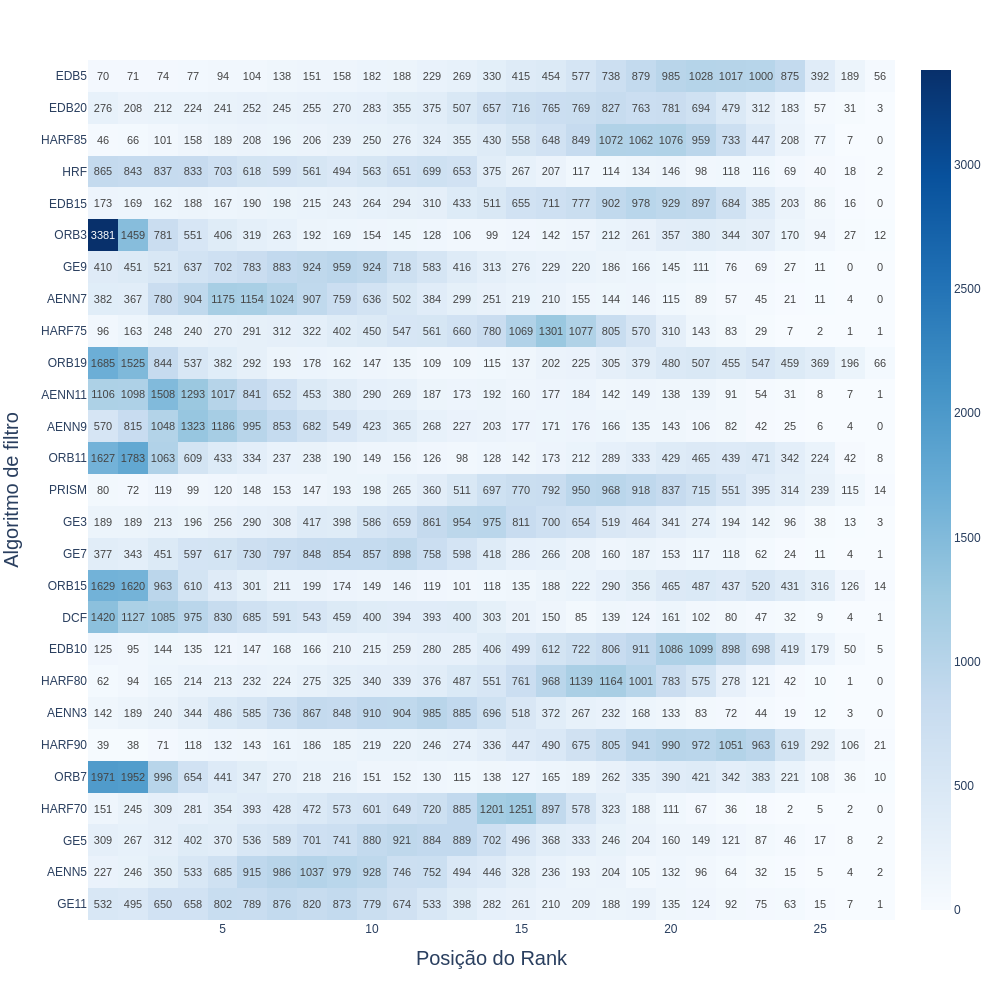 EDB5 70 71 74 77 94 104 138 151 158 182 188 229 269 330 415 454 577 738 879 985 1028 1017 1000 875 392 189 56
EDB20 276 208 212 224 241 252 245 255 270 283 355 375 507 657 716 765 769 827 763 781 694 479 312 183 57 31 3
HARF85 46 66 101 158 189 208 196 206 239 250 276 324 355 430 558 648 849 1072 1062 1076 959 733 447 208 77 7 0
HRF 865 843 837 833 703 618 599 561 494 563 651 699 653 375 267 207 117 114 134 146 98 118 116 69 40 18 2
EDB15 173 169 162 188 167 190 198 215 243 264 294 310 433 511 655 711 777 902 978 929 897 684 385 203 86 16 0
ORB3 3381 1459 781 551 406 319 263 192 169 154 145 128 106 99 124 142 157 212 261 357 380 344 307 170 94 27 12
GE9 410 451 521 637 702 783 883 924 959 924 718 583 416 313 276 229 220 186 166 145 111 76 69 27 11 0 0
AENN7 382 367 780 904 1175 1154 1024 907 759 636 502 384 299 251 219 210 155 144 146 115 89 57 45 21 11 4 0
HARF75 96 163 248 240 270 291 312 322 402 450 547 561 660 780 1069 1301 1077 805 570 310 143 83 29 7 2 1 1
ORB19 1685 1525 844 537 382 292 193 178 162 147 135 109 109 115 137 202 225 305 379 480 507 455 547 459 369 196 66
AENN11 1106 1098 1508 1293 1017 841 652 453 380 290 269 187 173 192 160 177 184 142 149 138 139 91 54 31 8 7 1
AENN9 570 815 1048 1323 1186 995 853 682 549 423 365 268 227 203 177 171 176 166 135 143 106 82 42 25 6 4 0
ORB11 1627 1783 1063 609 433 334 237 238 190 149 156 126 98 128 142 173 212 289 333 429 465 439 471 342 224 42 8
PRISM 80 72 119 99 120 148 153 147 193 198 265 360 511 697 770 792 950 968 918 837 715 551 395 314 239 115 14
GE3 189 189 213 196 256 290 308 417 398 586 659 861 954 975 811 700 654 519 464 341 274 194 142 96 38 13 3
GE7 377 343 451 597 617 730 797 848 854 857 898 758 598 418 286 266 208 160 187 153 117 118 62 24 11 4 1
ORB15 1629 1620 963 610 413 301 211 199 174 149 146 119 101 118 135 188 222 290 356 465 487 437 520 431 316 126 14
DCF 1420 1127 1085 975 830 685 591 543 459 400 394 393 400 303 201 150 85 139 124 161 102 80 47 32 9 4 1
EDB10 125 95 144 135 121 147 168 166 210 215 259 280 285 406 499 612 722 806 911 1086 1099 898 698 419 179 50 5
HARF80 62 94 165 214 213 232 224 275 325 340 339 376 487 551 761 968 1139 1164 1001 783 575 278 121 42 10 1 0
AENN3 142 189 240 344 486 585 736 867 848 910 904 985 885 696 518 372 267 232 168 133 83 72 44 19 12 3 0
HARF90 39 38 71 118 132 143 161 186 185 219 220 246 274 336 447 490 675 805 941 990 972 1051 963 619 292 106 21
ORB7 1971 1952 996 654 441 347 270 218 216 151 152 130 115 138 127 165 189 262 335 390 421 342 383 221 108 36 10
HARF70 151 245 309 281 354 393 428 472 573 601 649 720 885 1201 1251 897 578 323 188 111 67 36 18 2 5 2 0
GE5 309 267 312 402 370 536 589 701 741 880 921 884 889 702 496 368 333 246 204 160 149 121 87 46 17 8 2
AENN5 227 246 350 533 685 915 986 1037 979 928 746 752 494 446 328 236 193 204 105 132 96 64 32 15 5 4 2
GE11 532 495 650 658 802 789 876 820 873 779 674 533 398 282 261 210 209 188 199 135 124 92 75 63 15 7 1
5 10 15 20 25
Posição do Rank
Algoritmo de filtro
3000
2500
2000
1500
1000
500
0